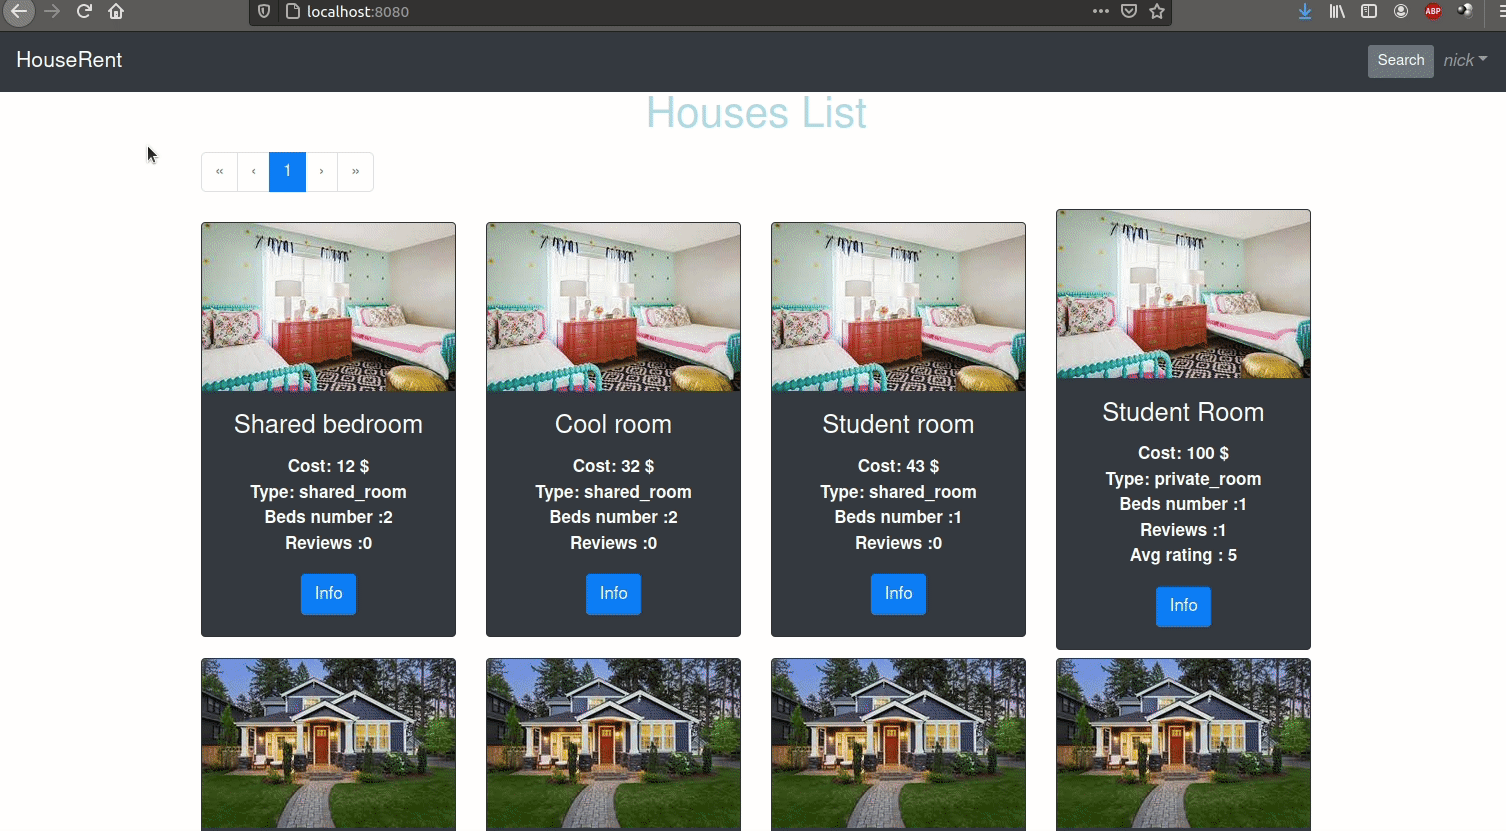 localhost:8080
ABP
HouseRent
Search
nick
Houses List
« ‹ 1 › »
Shared bedroom
Cost: 12 $
Type: shared_room
Beds number :2
Reviews :0
Info
Cool room
Cost: 32 $
Type: shared_room
Beds number :2
Reviews :0
Info
Student room
Cost: 43 $
Type: shared_room
Beds number :1
Reviews :0
Info
Student Room
Cost: 100 $
Type: private_room
Beds number :1
Reviews :1
Avg rating : 5
Info